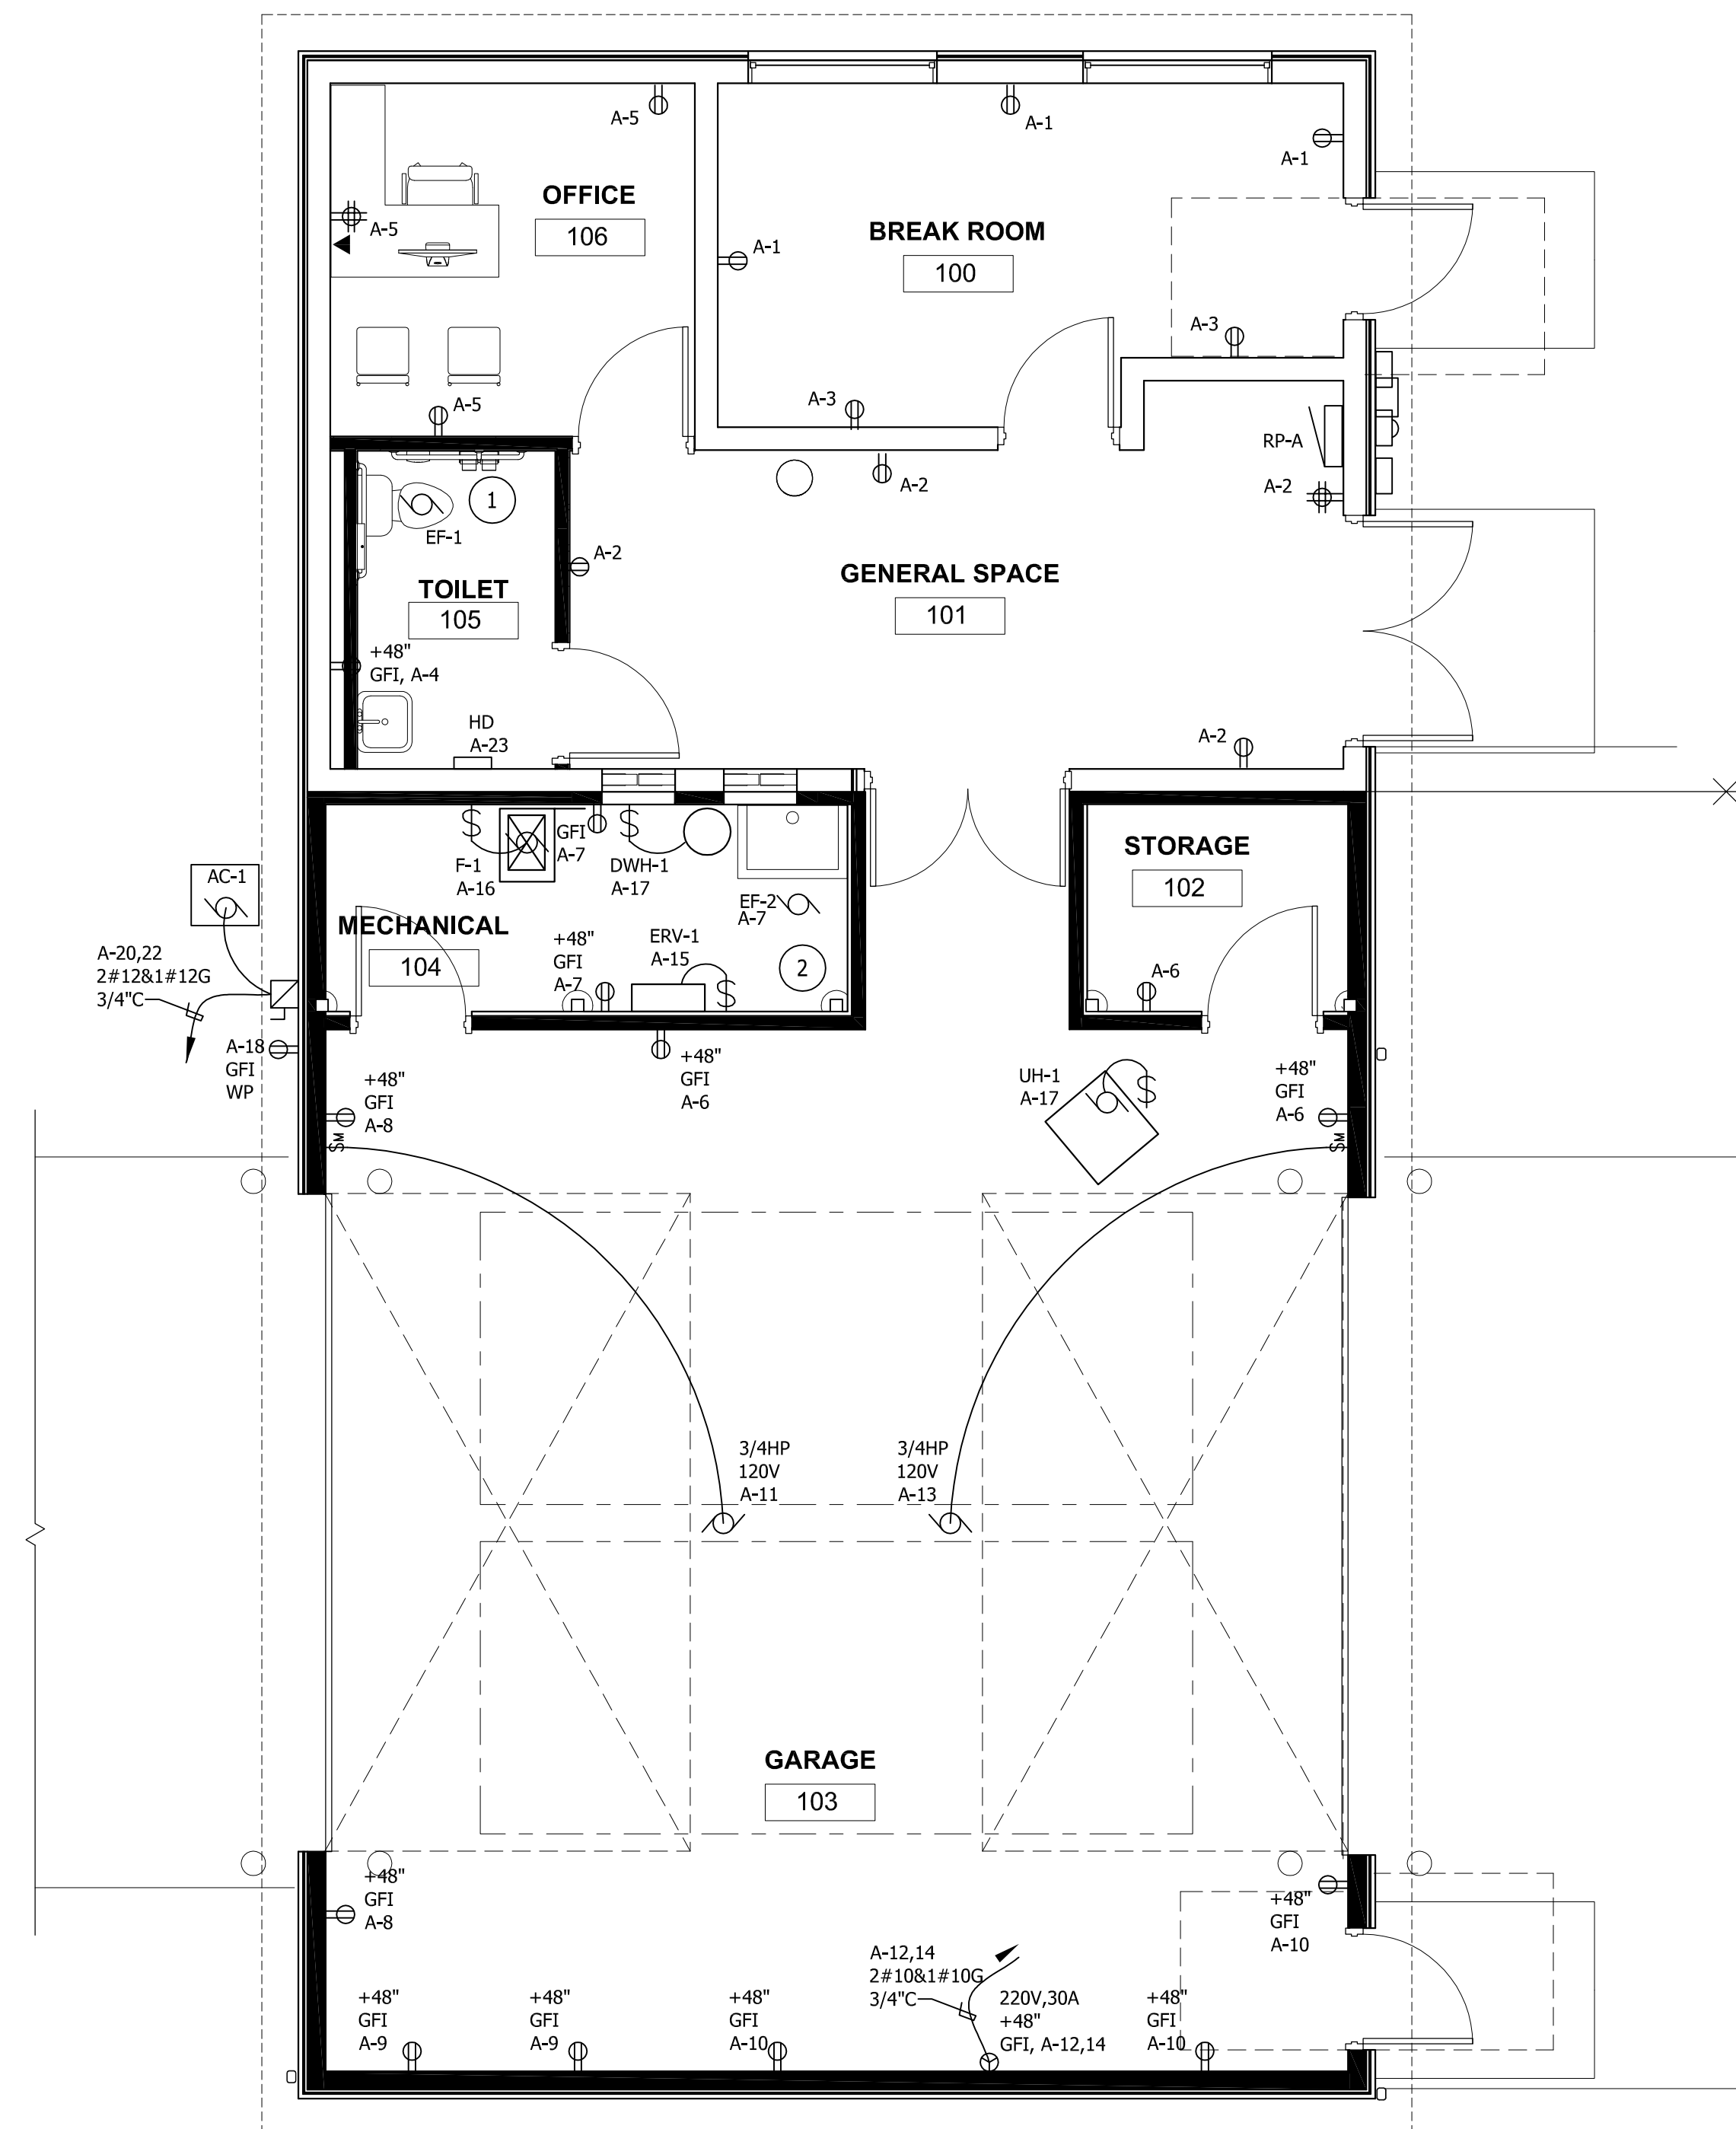 A-5
A-1
A-1
OFFICE
106
A-5
BREAK ROOM
100
A-1
A-3
A-5
A-3
RP-A
A-2
A-2
1
EF-1
A-2
GENERAL SPACE
101
TOILET
105
+48"
GFI, A-4
HD
A-23
A-2
GFI
A-7
F-1
A-16
DWH-1
A-17
STORAGE
102
AC-1
EF-2
A-7
MECHANICAL
104
+48"
GFI
A-7
ERV-1
A-15
2
A-6
A-20,22
2#12&1#12G
3/4"C
A-18
GFI
WP
+48"
GFI
A-8
+48"
GFI
A-6
UH-1
A-17
+48"
GFI
A-6
SM
SM
3/4HP
120V
A-11
3/4HP
120V
A-13
GARAGE
103
+48"
GFI
A-8
+48"
GFI
A-10
A-12,14
2#10&1#10G
3/4"C
+48"
GFI
A-9
+48"
GFI
A-9
+48"
GFI
A-10
220V,30A
+48"
GFI, A-12,14
+48"
GFI
A-10